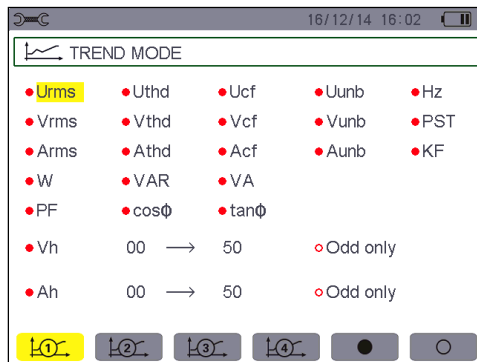 16/12/14 16:02
TREND MODE
Urms Uthd Ucf Uunb Hz
Vrms Vthd Vcf Vunb PST
Arms Athd Acf Aunb KF
W VAR VA
PF cosΦ tanΦ
Vh 00 → 50 Odd only
Ah 00 → 50 Odd only
1 2 3 4